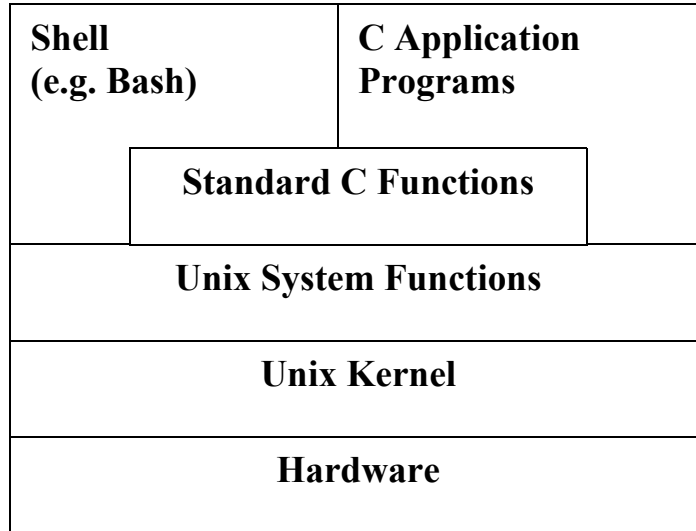 Shell
(e.g. Bash)
C Application
Programs
Standard C Functions
Unix System Functions
Unix Kernel
Hardware